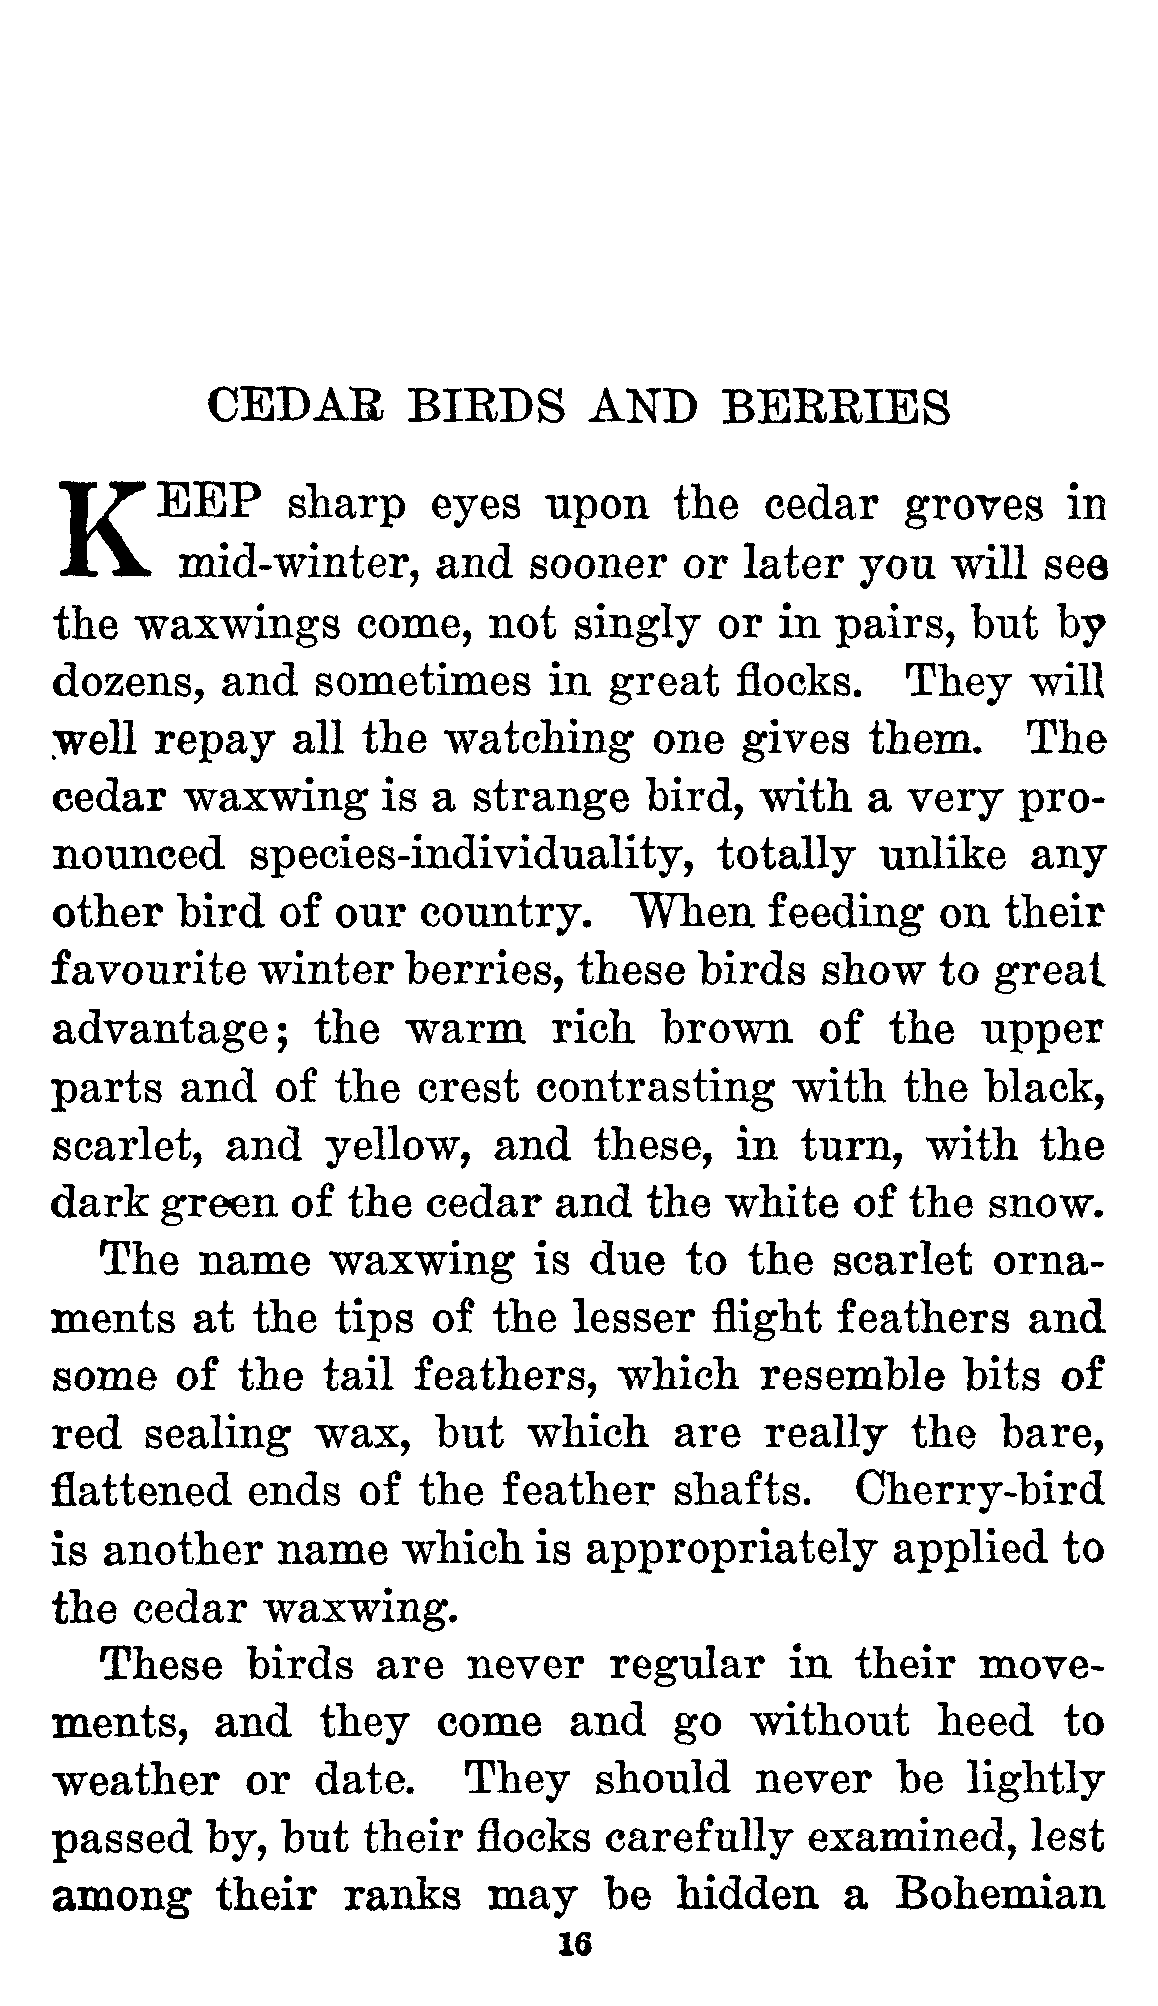 CEDAR BIRDS AND BERRIES
KEEP sharp eyes upon the cedar groves in
mid-winter, and sooner or later you will see
the waxwings come, not singly or in pairs, but by
dozens, and sometimes in great flocks. They will
well repay all the watching one gives them. The
cedar waxwing is a strange bird, with a very pro-
nounced species-individuality, totally unlike any
other bird of our country. When feeding on their
favourite winter berries, these birds show to great
advantage; the warm rich brown of the upper
parts and of the crest contrasting with the black,
scarlet, and yellow, and these, in turn, with the
dark green of the cedar and the white of the snow.
The name waxwing is due to the scarlet orna-
ments at the tips of the lesser flight feathers and
some of the tail feathers, which resemble bits of
red sealing wax, but which are really the bare,
flattened ends of the feather shafts. Cherry-bird
is another name which is appropriately applied to
the cedar waxwing.
These birds are never regular in their move-
ments, and they come and go without heed to
weather or date. They should never be lightly
passed by, but their flocks carefully examined, lest
among their ranks may be hidden a Bohemian
16